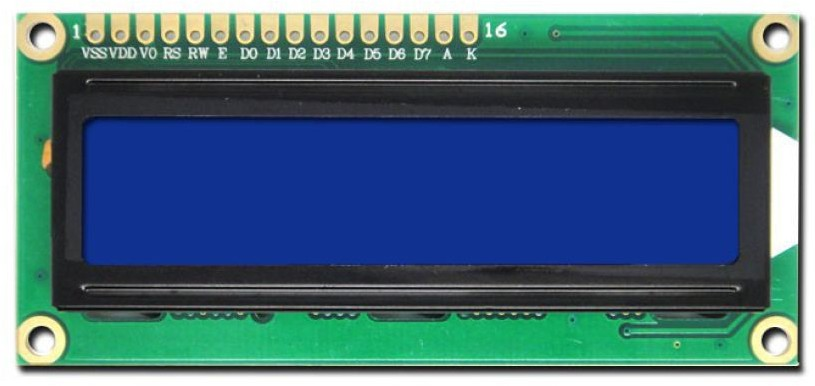 1 16
VSS VDD V0 RS RW E D0 D1 D2 D3 D4 D5 D6 D7 A K